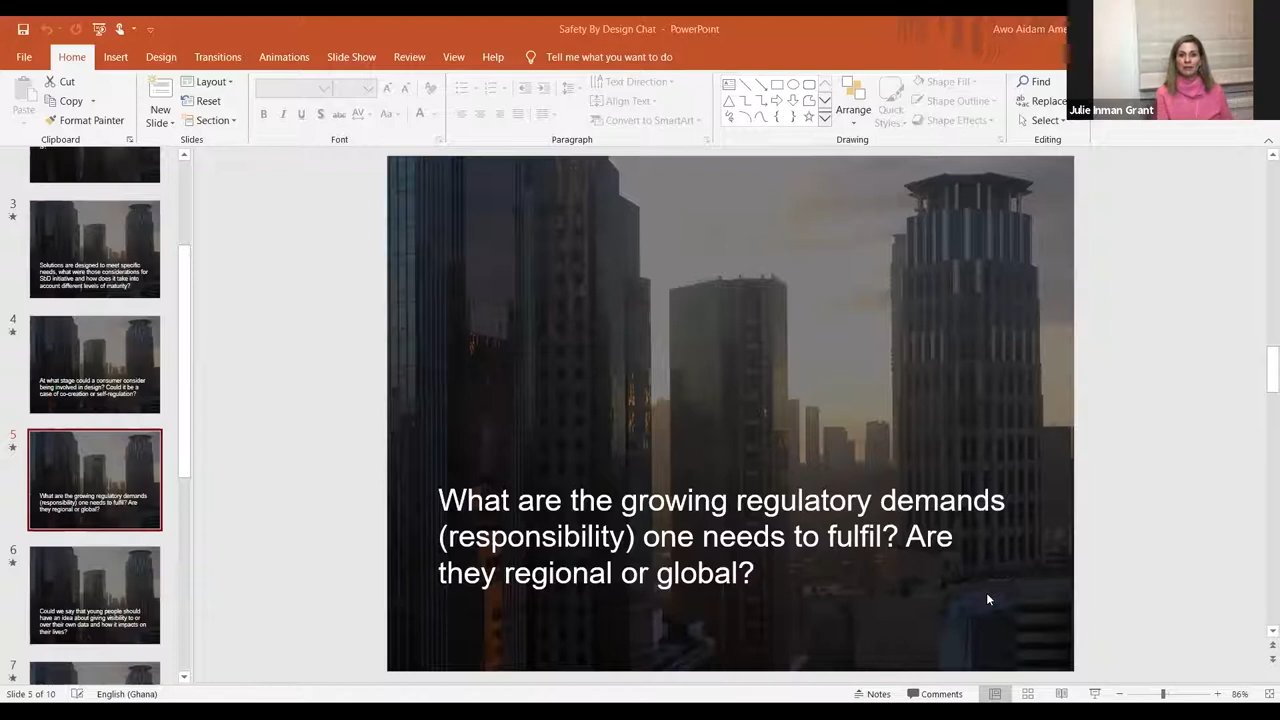 Safety By Design Chat - PowerPoint
Awo Aidam Ame
File
Home
Insert
Design
Transitions
Animations
Slide Show
Review
View
Help
Tell me what you want to do
Paste
Cut
Copy
Format Painter
Clipboard
New
Slide
Layout
Reset
Section
Slides
B
I
U
S
abc
AV
Aa
A
Font
Text Direction
Align Text
Convert to SmartArt
Paragraph
Arrange
Quick
Styles
Shape Fill
Shape Outline
Shape Effects
Drawing
Find
Replace
Select
Editing
Julie Inman Grant
3
Solutions are designed to meet specific
needs, what were those considerations for
SbD initiative and how does it take into
account different levels of maturity?
4
At what stage could a consumer consider
being involved in design? Could it be a
case of co-creation or self-regulation?
5
What are the growing regulatory demands
(responsibility) one needs to fulfil? Are
they regional or global?
6
Could we say that young people should
have an idea about giving visibility to or
over their own data and how it impacts on
their lives?
7
What are the growing regulatory demands
(responsibility) one needs to fulfil? Are
they regional or global?
Slide 5 of 10
English (Ghana)
Notes
Comments
86%